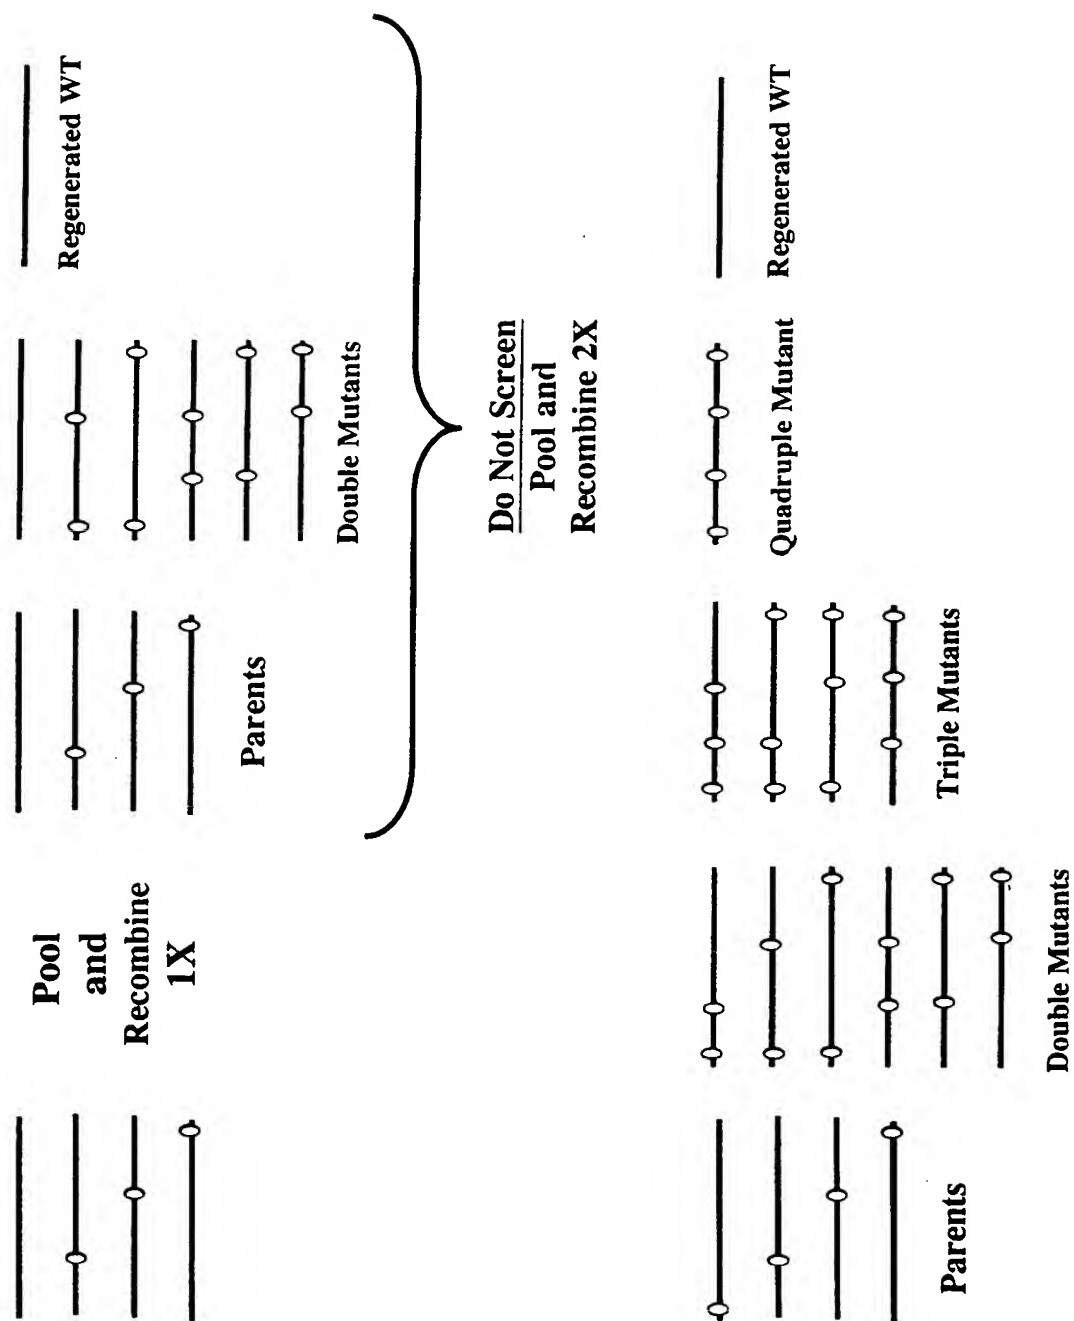 Pool
and
Recombine
1X
Parents
Double Mutants
Regenerated WT
Do Not Screen
Pool and
Recombine 2X
Parents
Double Mutants
Triple Mutants
Quadruple Mutant
Regenerated WT